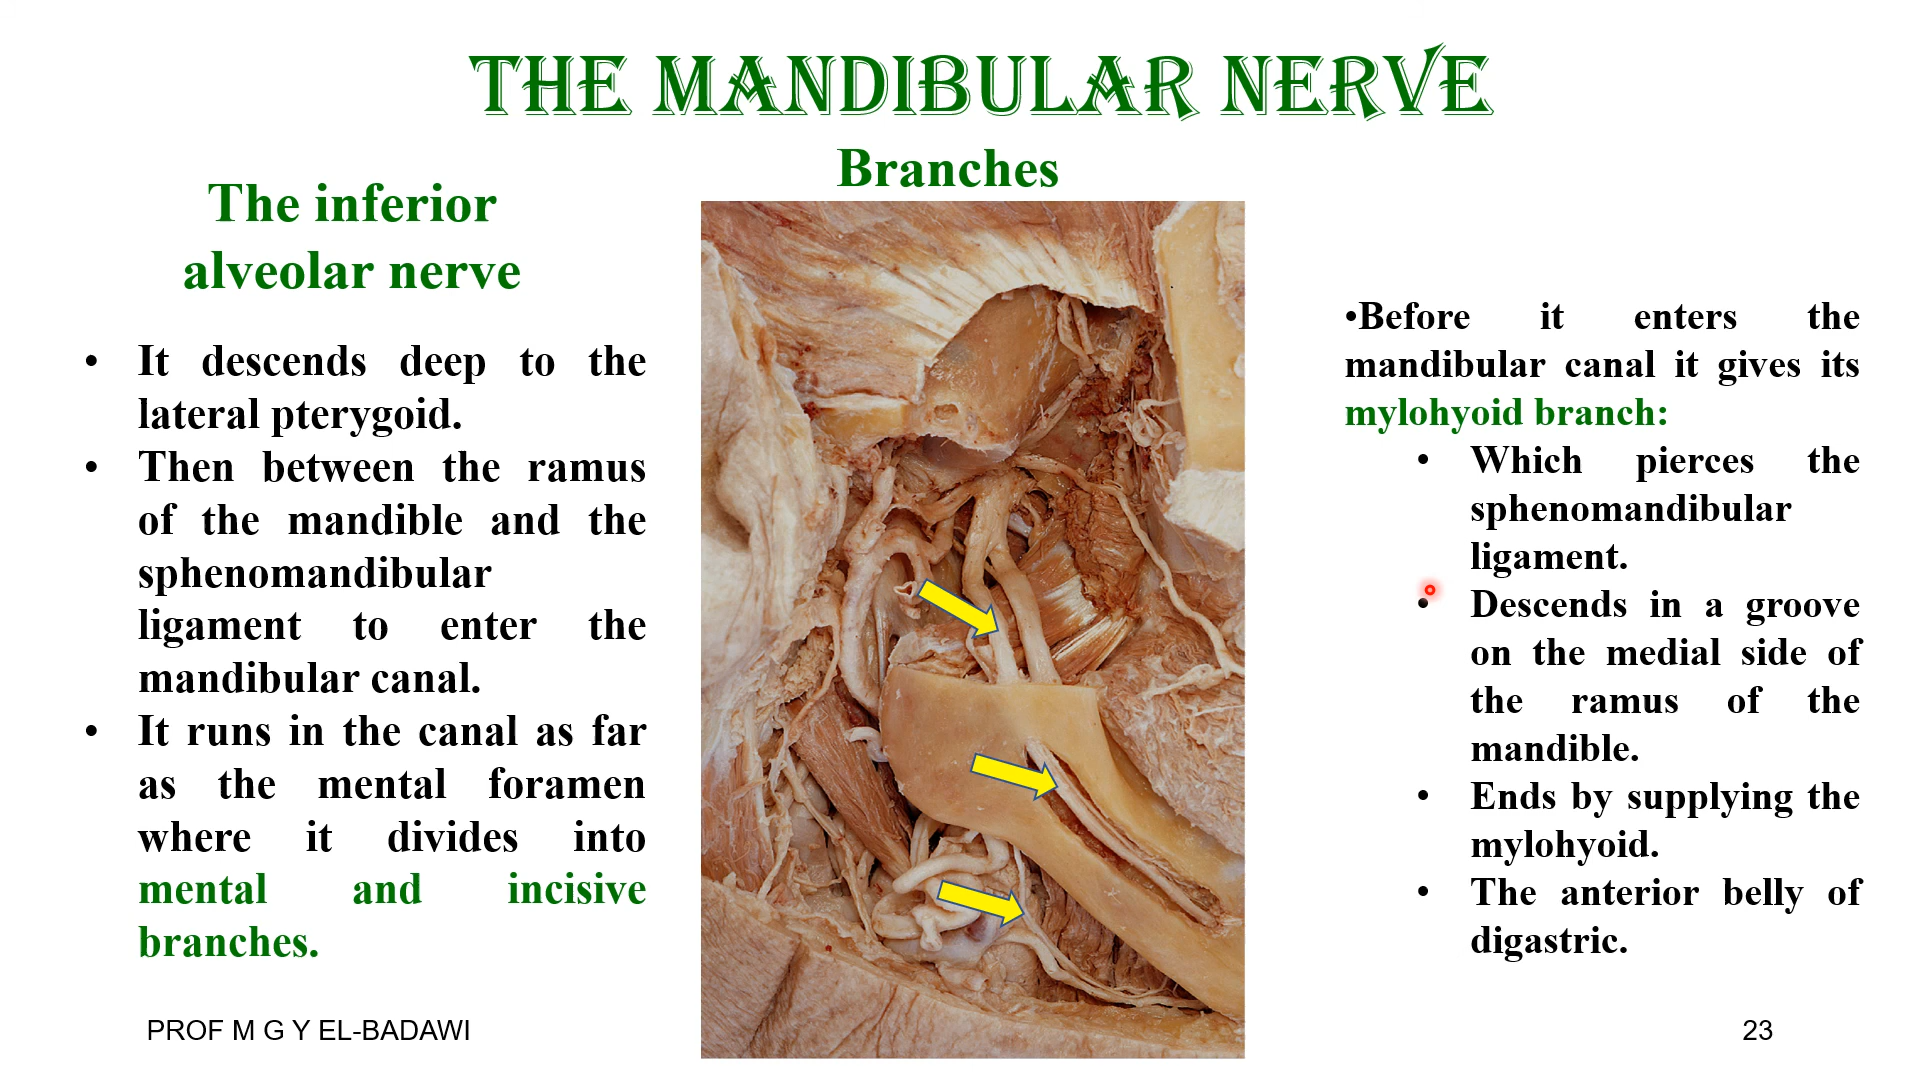 THE MANDIBULAR NERVE
Branches
The inferior
alveolar nerve
• It descends deep to the
lateral pterygoid.
• Then between the ramus
of the mandible and the
sphenomandibular
ligament to enter the
mandibular canal.
• It runs in the canal as far
as the mental foramen
where it divides into
mental and incisive
branches.
•Before it enters the
mandibular canal it gives its
mylohyoid branch:
• Which pierces the
sphenomandibular
ligament.
• Descends in a groove
on the medial side of
the ramus of the
mandible.
• Ends by supplying the
mylohyoid.
• The anterior belly of
digastric.
PROF M G Y EL-BADAWI
23